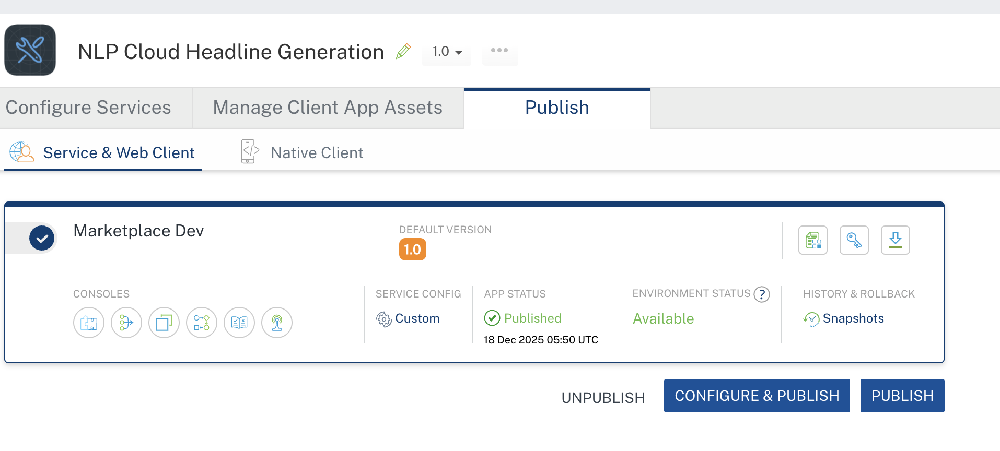 NLP Cloud Headline Generation 1.0
Configure Services Manage Client App Assets Publish
Service & Web Client Native Client
Marketplace Dev
DEFAULT VERSION
1.0
CONSOLES
SERVICE CONFIG
Custom
APP STATUS
Published
18 Dec 2025 05:50 UTC
ENVIRONMENT STATUS ?
Available
HISTORY & ROLLBACK
Snapshots
UNPUBLISH CONFIGURE & PUBLISH PUBLISH